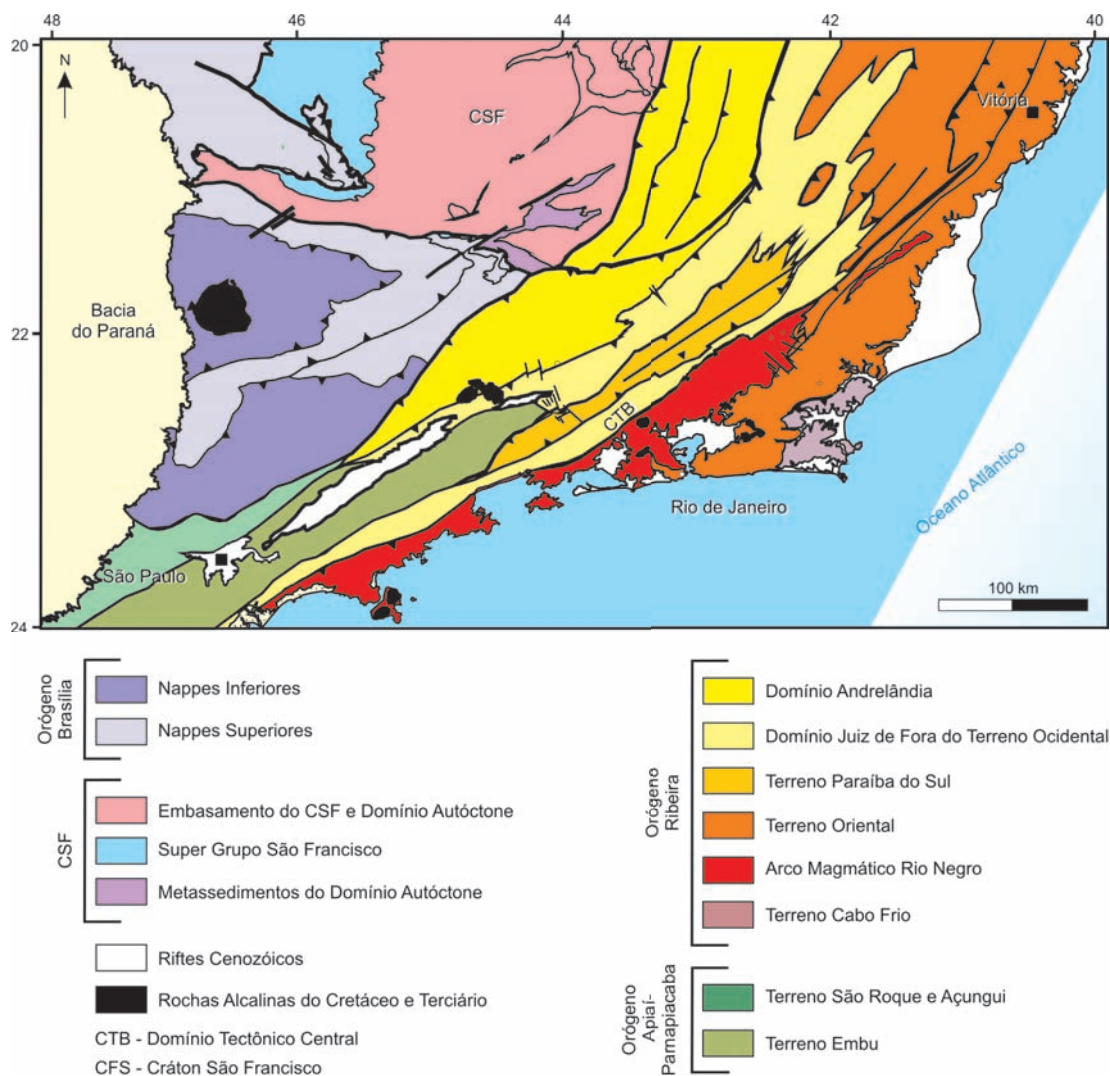 48
46
44
42
40
20
N
CSF
Vitória
Bacia
do Paraná
22
CTB
Rio de Janeiro
Oceano Atlântico
São Paulo
100 km
24
Orógeno
Brasília
Nappes Inferiores
Nappes Superiores
CSF
Embasamento do CSF e Domínio Autóctone
Super Grupo São Francisco
Metassedimentos do Domínio Autóctone
Riftes Cenozóicos
Rochas Alcalinas do Cretáceo e Terciário
CTB - Domínio Tectônico Central
CFS - Cráton São Francisco
Orógeno
Ribeira
Domínio Andrelândia
Domínio Juiz de Fora do Terreno Ocidental
Terreno Paraíba do Sul
Terreno Oriental
Arco Magmático Rio Negro
Terreno Cabo Frio
Orógeno
Apiaí-
Parnapiacaba
Terreno São Roque e Açungui
Terreno Embu